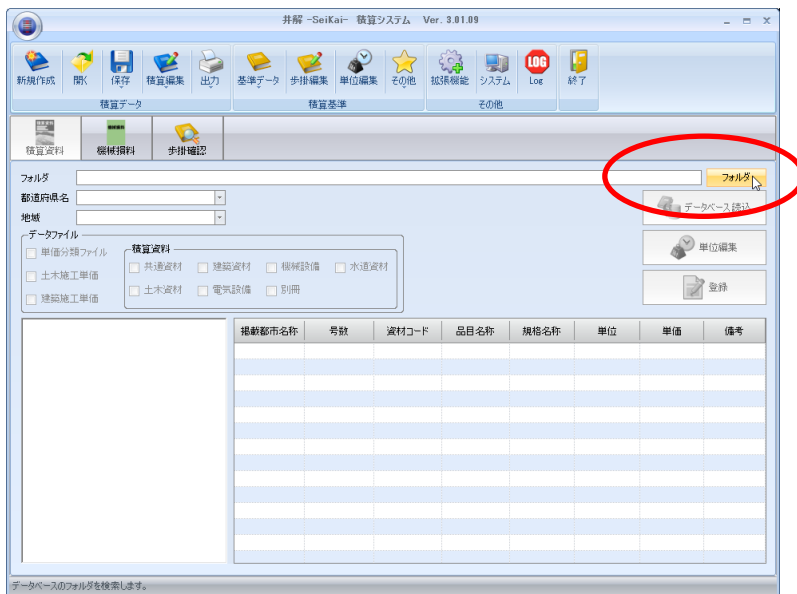 井解 -SeiKai- 積算システム Ver. 3.01.09
新規作成 開く 保存 積算編集 出力 基準データ 歩掛編集 単位編集 その他 拡張機能 システム LOG Log 終了
積算データ 積算基準 その他
積算資料 機械損料 歩掛確認
フォルダ フォルダ
都道府県名 データベース読込
地域
データファイル
単価分類ファイル 積算資料 単位編集
共通資材 建築資材 機械設備 水道資材
土木施工単価
土木資材 電気設備 別冊 登録
建築施工単価
掲載都市名称 号数 資材コード 品目名称 規格名称 単位 単価 備考
データベースのフォルダを検索します。